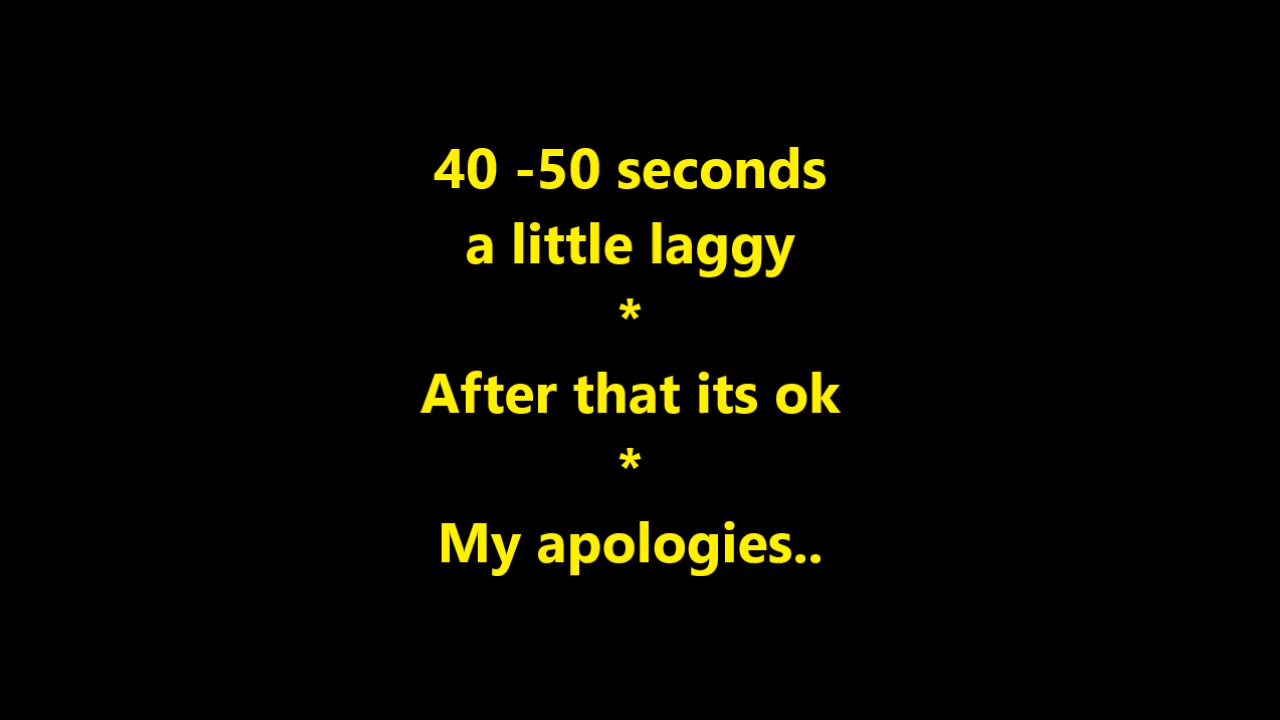 40 -50 seconds
a little laggy
*
After that its ok
*
My apologies..